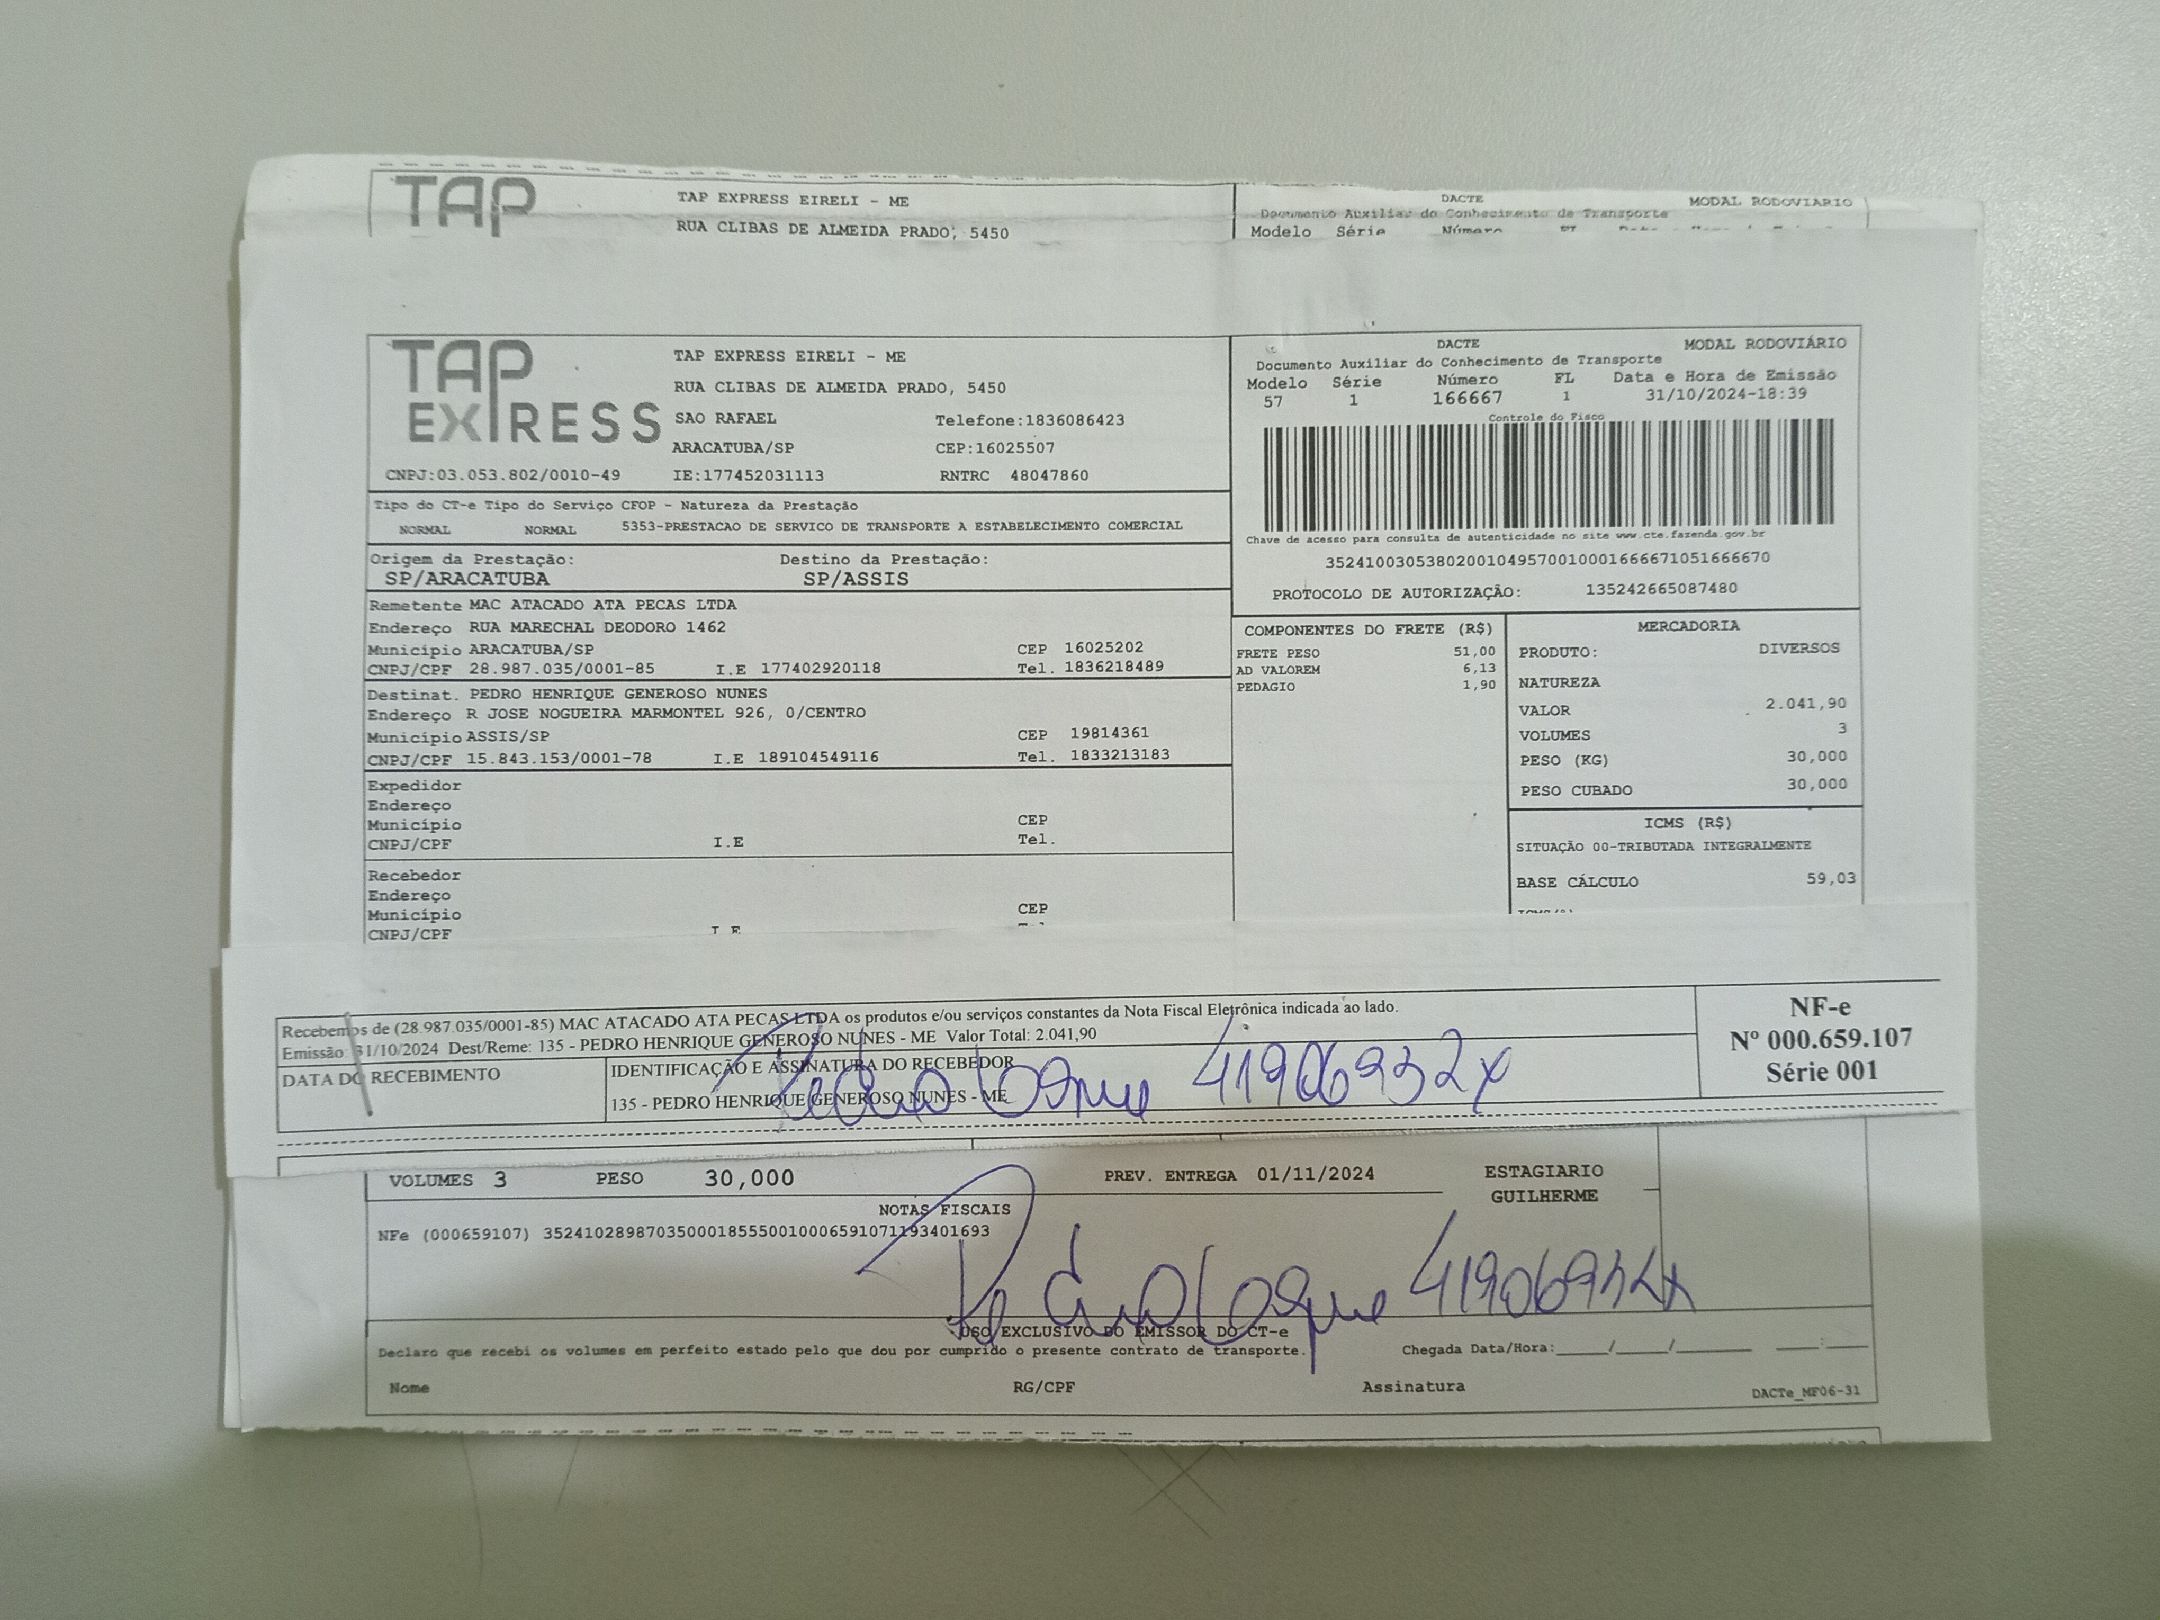 TAP
TAP EXPRESS EIRELI - ME
RUA CLIBAS DE ALMEIDA PRADO, 5450
DACTE
MODAL RODOVIARIO
Documento Auxiliar do Conhecimento de Transporte
Modelo Série Número
TAP EXPRESS
TAP EXPRESS EIRELI - ME
RUA CLIBAS DE ALMEIDA PRADO, 5450
SAO RAFAEL Telefone:1836086423
ARACATUBA/SP CEP:16025507
CNPJ:03.053.802/0010-49 IE:177452031113 RNTRC 48047860
DACTE MODAL RODOVIÁRIO
Documento Auxiliar do Conhecimento de Transporte
Modelo Série Número FL Data e Hora de Emissão
57 1 166667 1 31/10/2024-18:39
Controle do Fisco
Chave de acesso para consulta de autenticidade no site www.cte.fazenda.gov.br
35241003053802001049570010001666671051666670
PROTOCOLO DE AUTORIZAÇÃO: 135242665087480
Tipo do CT-e Tipo do Serviço CFOP - Natureza da Prestação
NORMAL NORMAL 5353-PRESTACAO DE SERVICO DE TRANSPORTE A ESTABELECIMENTO COMERCIAL
Origem da Prestação: Destino da Prestação:
SP/ARACATUBA SP/ASSIS
Remetente MAC ATACADO ATA PECAS LTDA
Endereço RUA MARECHAL DEODORO 1462
Município ARACATUBA/SP CEP 16025202
CNPJ/CPF 28.987.035/0001-85 I.E 177402920118 Tel. 1836218489
Destinat. PEDRO HENRIQUE GENEROSO NUNES
Endereço R JOSE NOGUEIRA MARMONTEL 926, 0/CENTRO
Município ASSIS/SP CEP 19814361
CNPJ/CPF 15.843.153/0001-78 I.E 189104549116 Tel. 1833213183
Expedidor
Endereço
Município CEP
CNPJ/CPF I.E Tel.
Recebedor
Endereço
Município CEP
CNPJ/CPF I E
COMPONENTES DO FRETE (R$)
FRETE PESO 51,00
AD VALOREM 6,13
PEDAGIO 1,90
MERCADORIA
PRODUTO: DIVERSOS
NATUREZA
VALOR 2.041,90
VOLUMES 3
PESO (KG) 30,000
PESO CUBADO 30,000
ICMS (R$)
SITUAÇÃO 00-TRIBUTADA INTEGRALMENTE
BASE CÁLCULO 59,03
Recebemos de (28.987.035/0001-85) MAC ATACADO ATA PECAS LTDA os produtos e/ou serviços constantes da Nota Fiscal Eletrônica indicada ao lado.
Emissão: 31/10/2024 Dest/Reme: 135 - PEDRO HENRIQUE GENEROSO NUNES - ME Valor Total: 2.041,90
DATA DO RECEBIMENTO
IDENTIFICAÇÃO E ASSINATURA DO RECEBEDOR
135 - PEDRO HENRIQUE GENEROSO NUNES - ME
41906932x
NF-e
Nº 000.659.107
Série 001
VOLUMES 3 PESO 30,000 PREV. ENTREGA 01/11/2024
ESTAGIARIO
GUILHERME
NOTAS FISCAIS
NFe (000659107) 35241028987035000185550010006591071193401693
USO EXCLUSIVO DO EMISSOR DO CT-e
Declaro que recebi os volumes em perfeito estado pelo que dou por cumprido o presente contrato de transporte. Chegada Data/Hora:____/____/______ ___:___
Nome RG/CPF Assinatura
DACTe_MF06-31